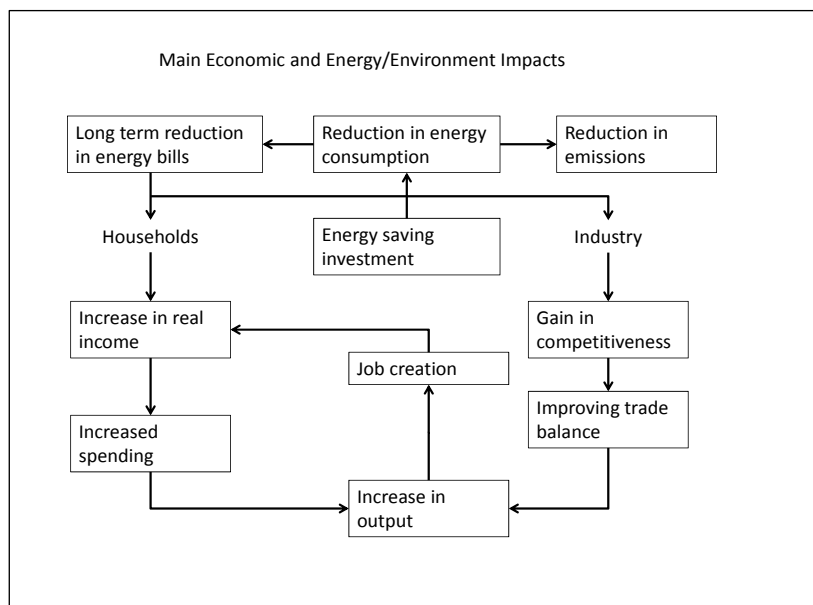 Main Economic and Energy/Environment Impacts
Long term reduction
in energy bills
Reduction in energy
consumption
Reduction in
emissions
Households
Energy saving
investment
Industry
Increase in real
income
Gain in
competitiveness
Job creation
Increased
spending
Improving trade
balance
Increase in
output